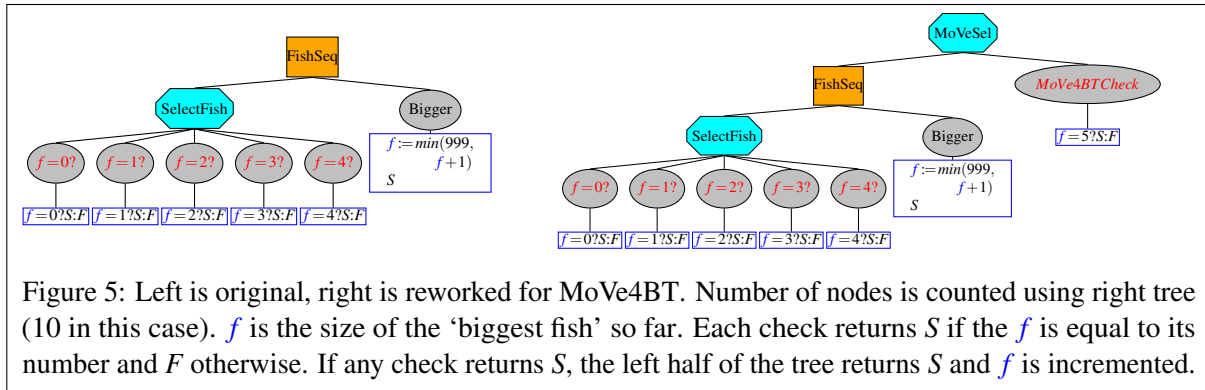 MoVeSel
FishSeq
FishSeq
MoVe4BTCheck
SelectFish
Bigger
SelectFish
Bigger
f=5?S:F
f=0?
f=1?
f=2?
f=3?
f=4?
f:=min(999,
f+1)
S
f=0?
f=1?
f=2?
f=3?
f=4?
f:=min(999,
f+1)
S
f=0?S:F
f=1?S:F
f=2?S:F
f=3?S:F
f=4?S:F
f=0?S:F
f=1?S:F
f=2?S:F
f=3?S:F
f=4?S:F
Figure 5: Left is original, right is reworked for MoVe4BT. Number of nodes is counted using right tree
(10 in this case). f is the size of the ‘biggest fish’ so far. Each check returns S if the f is equal to its
number and F otherwise. If any check returns S, the left half of the tree returns S and f is incremented.